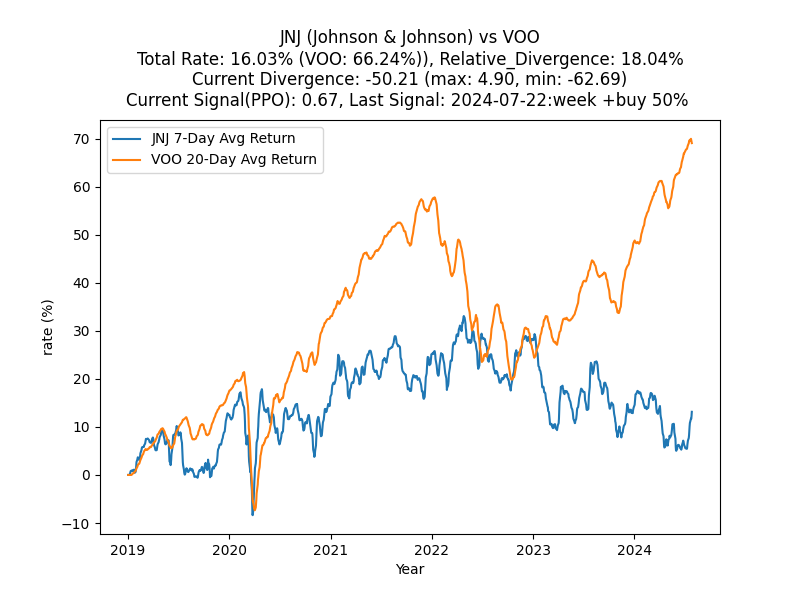 JNJ (Johnson & Johnson) vs VOO
Total Rate: 16.03% (VOO: 66.24%)), Relative_Divergence: 18.04%
Current Divergence: -50.21 (max: 4.90, min: -62.69)
Current Signal(PPO): 0.67, Last Signal: 2024-07-22:week +buy 50%
JNJ 7-Day Avg Return
VOO 20-Day Avg Return
70
60
50
40
30
20
10
0
−10
rate (%)
2019 2020 2021 2022 2023 2024
Year